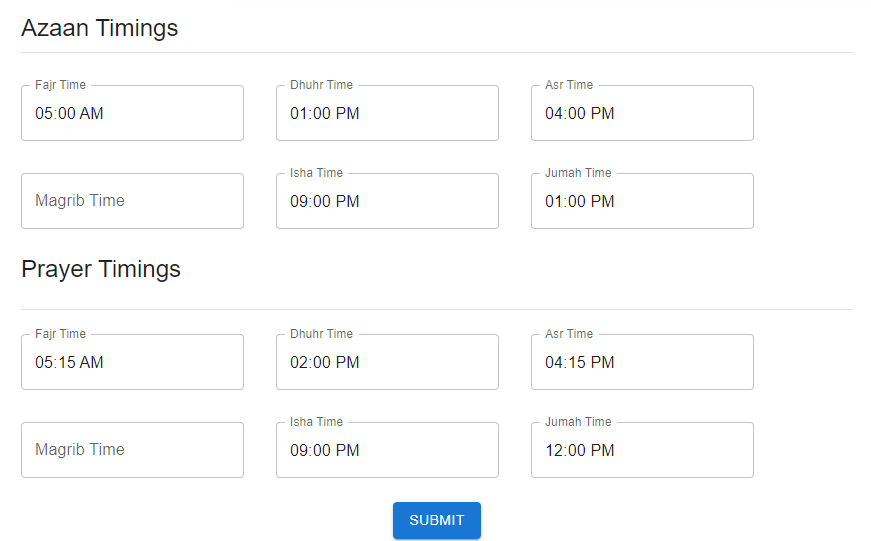 Azaan Timings
Fajr Time Dhuhr Time Asr Time
05:00 AM 01:00 PM 04:00 PM
Isha Time Jumah Time
Magrib Time 09:00 PM 01:00 PM
Prayer Timings
Fajr Time Dhuhr Time Asr Time
05:15 AM 02:00 PM 04:15 PM
Isha Time Jumah Time
Magrib Time 09:00 PM 12:00 PM
SUBMIT